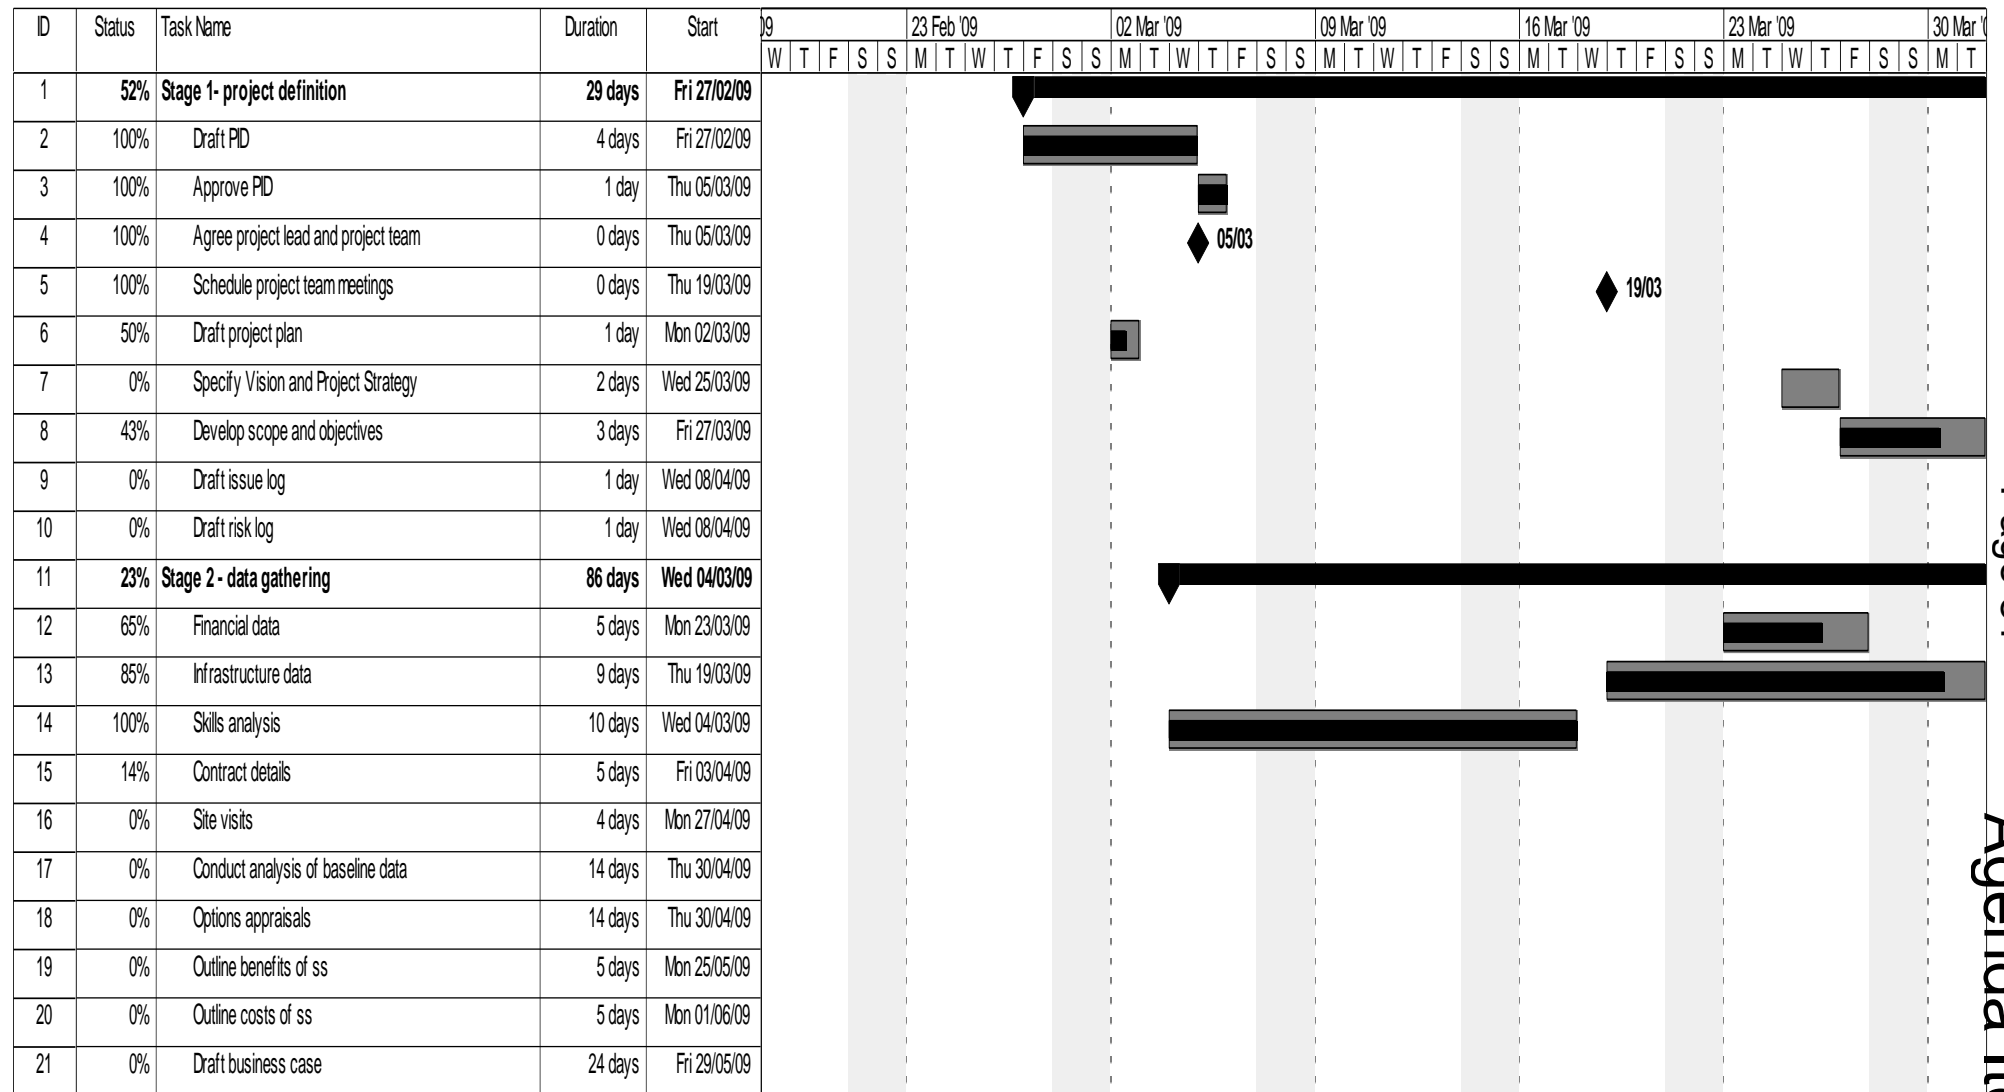 ID Status Task Name Duration Start 09 23 Feb '09 02 Mar '09 09 Mar '09 16 Mar '09 23 Mar '09 30 Mar '0
W T F S S M T W T F S S M T W T F S S M T W T F S S M T W T F S S M T W T F S S M T
1 52% Stage 1- project definition 29 days Fri 27/02/09
2 100% Draft PID 4 days Fri 27/02/09
3 100% Approve PID 1 day Thu 05/03/09
4 100% Agree project lead and project team 0 days Thu 05/03/09 05/03
5 100% Schedule project team meetings 0 days Thu 19/03/09 19/03
6 50% Draft project plan 1 day Mon 02/03/09
7 0% Specify Vision and Project Strategy 2 days Wed 25/03/09
8 43% Develop scope and objectives 3 days Fri 27/03/09
9 0% Draft issue log 1 day Wed 08/04/09
10 0% Draft risk log 1 day Wed 08/04/09
11 23% Stage 2 - data gathering 86 days Wed 04/03/09
12 65% Financial data 5 days Mon 23/03/09
13 85% Infrastructure data 9 days Thu 19/03/09
14 100% Skills analysis 10 days Wed 04/03/09
15 14% Contract details 5 days Fri 03/04/09
16 0% Site visits 4 days Mon 27/04/09
17 0% Conduct analysis of baseline data 14 days Thu 30/04/09
18 0% Options appraisals 14 days Thu 30/04/09
19 0% Outline benefits of ss 5 days Mon 25/05/09
20 0% Outline costs of ss 5 days Mon 01/06/09
21 0% Draft business case 24 days Fri 29/05/09
Agenda